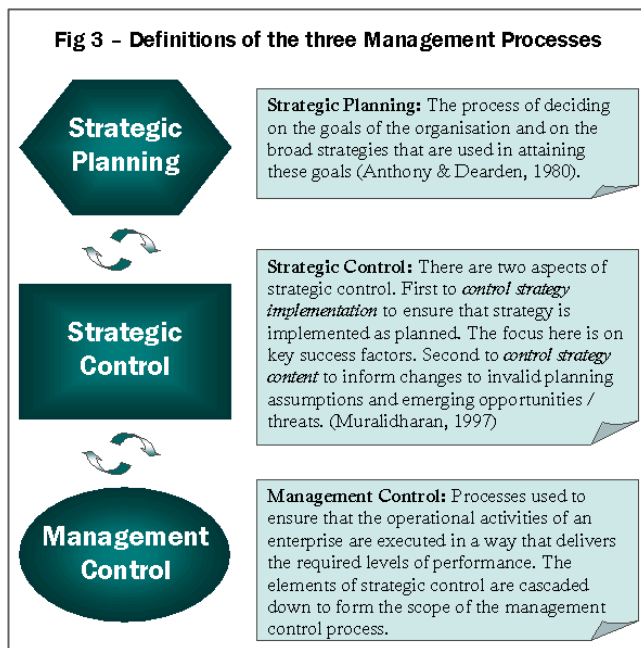 Fig 3 – Definitions of the three Management Processes
Strategic
Planning
Strategic Planning: The process of deciding
on the goals of the organisation and on the
broad strategies that are used in attaining
these goals (Anthony & Dearden, 1980).
Strategic
Control
Strategic Control: There are two aspects of
strategic control. First to control strategy
implementation to ensure that strategy is
implemented as planned. The focus here is on
key success factors. Second to control strategy
content to inform changes to invalid planning
assumptions and emerging opportunities /
threats. (Muralidharan, 1997)
Management
Control
Management Control: Processes used to
ensure that the operational activities of an
enterprise are executed in a way that delivers
the required levels of performance. The
elements of strategic control are cascaded
down to form the scope of the management
control process.